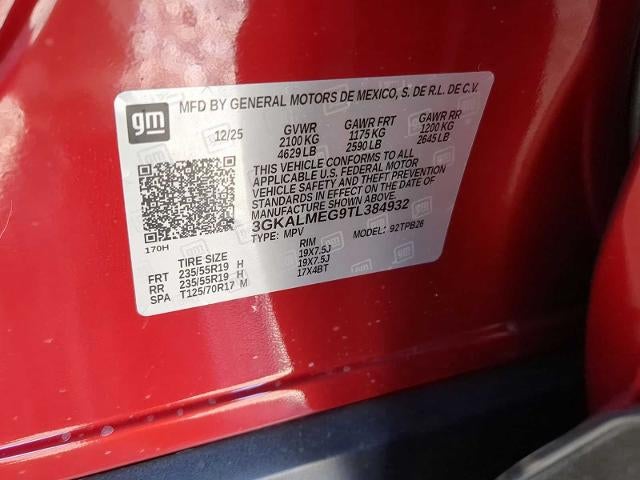 gm
MFD BY GENERAL MOTORS DE MEXICO, S. DE R.L. DE C.V.
12/25 GVWR GAWR FRT GAWR RR
2100 KG 1175 KG 1200 KG
4629 LB 2590 LB 2645 LB
THIS VEHICLE CONFORMS TO ALL
APPLICABLE U.S. FEDERAL MOTOR
VEHICLE SAFETY AND THEFT PREVENTION
STANDARDS IN EFFECT ON THE DATE OF
MANUFACTURE SHOWN ABOVE
3GKALMEG9TL384932
TYPE: MPV MODEL: 92TPB26
170H
TIRE SIZE RIM
FRT 235/55R19 H 19X7.5J
RR 235/55R19 H 19X7.5J
SPA T125/70R17 M 17X4BT